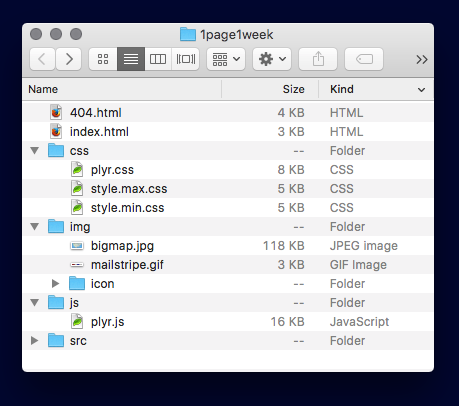 1page1week
Name Size Kind
404.html 4 KB HTML
index.html 3 KB HTML
css -- Folder
plyr.css 8 KB CSS
style.max.css 5 KB CSS
style.min.css 5 KB CSS
img -- Folder
bigmap.jpg 118 KB JPEG image
mailstripe.gif 3 KB GIF Image
icon -- Folder
js -- Folder
plyr.js 16 KB JavaScript
src -- Folder